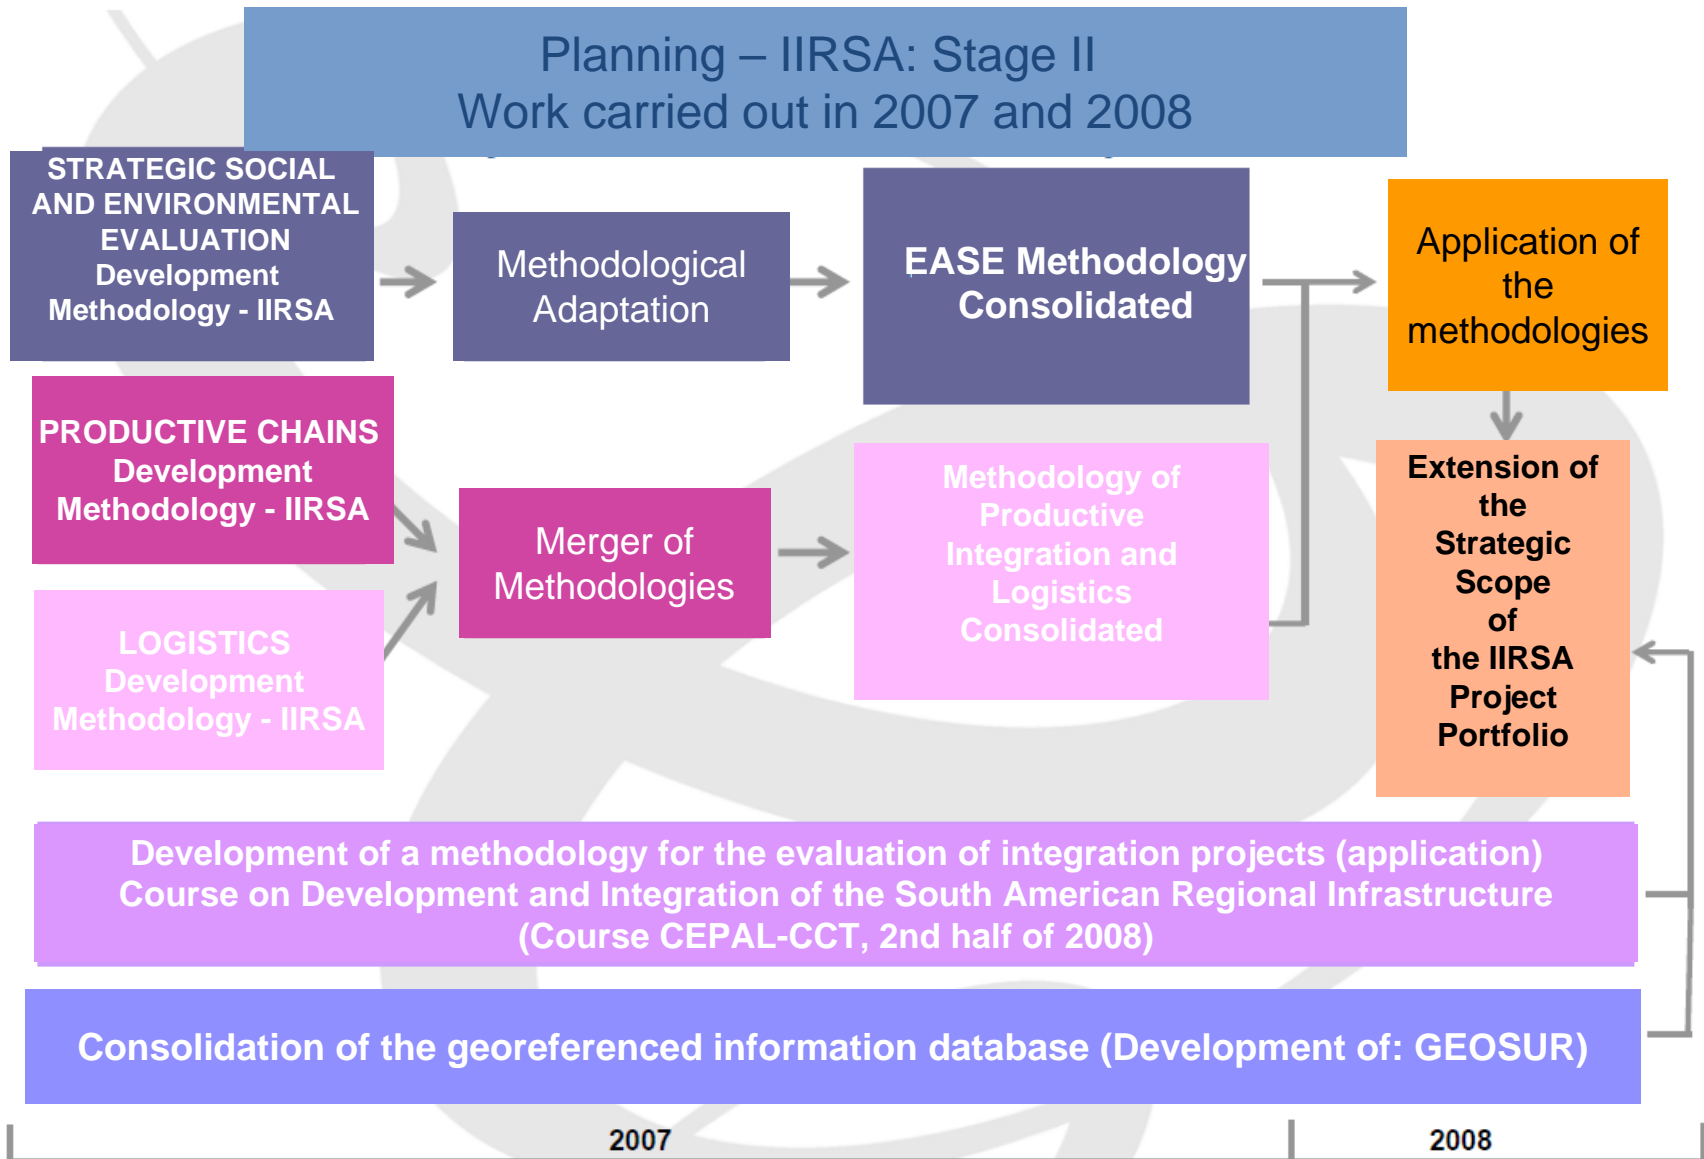 Planning – IIRSA: Stage II
Work carried out in 2007 and 2008
STRATEGIC SOCIAL
AND ENVIRONMENTAL
EVALUATION
Development
Methodology - IIRSA
Methodological
Adaptation
EASE Methodology
Consolidated
Application of
the
methodologies
PRODUCTIVE CHAINS
Development
Methodology - IIRSA
Merger of
Methodologies
Methodology of
Productive
Integration and
Logistics
Consolidated
Extension of
the
Strategic
Scope
of
the IIRSA
Project
Portfolio
LOGISTICS
Development
Methodology - IIRSA
Development of a methodology for the evaluation of integration projects (application)
Course on Development and Integration of the South American Regional Infrastructure
(Course CEPAL-CCT, 2nd half of 2008)
Consolidation of the georeferenced information database (Development of: GEOSUR)
2007
2008